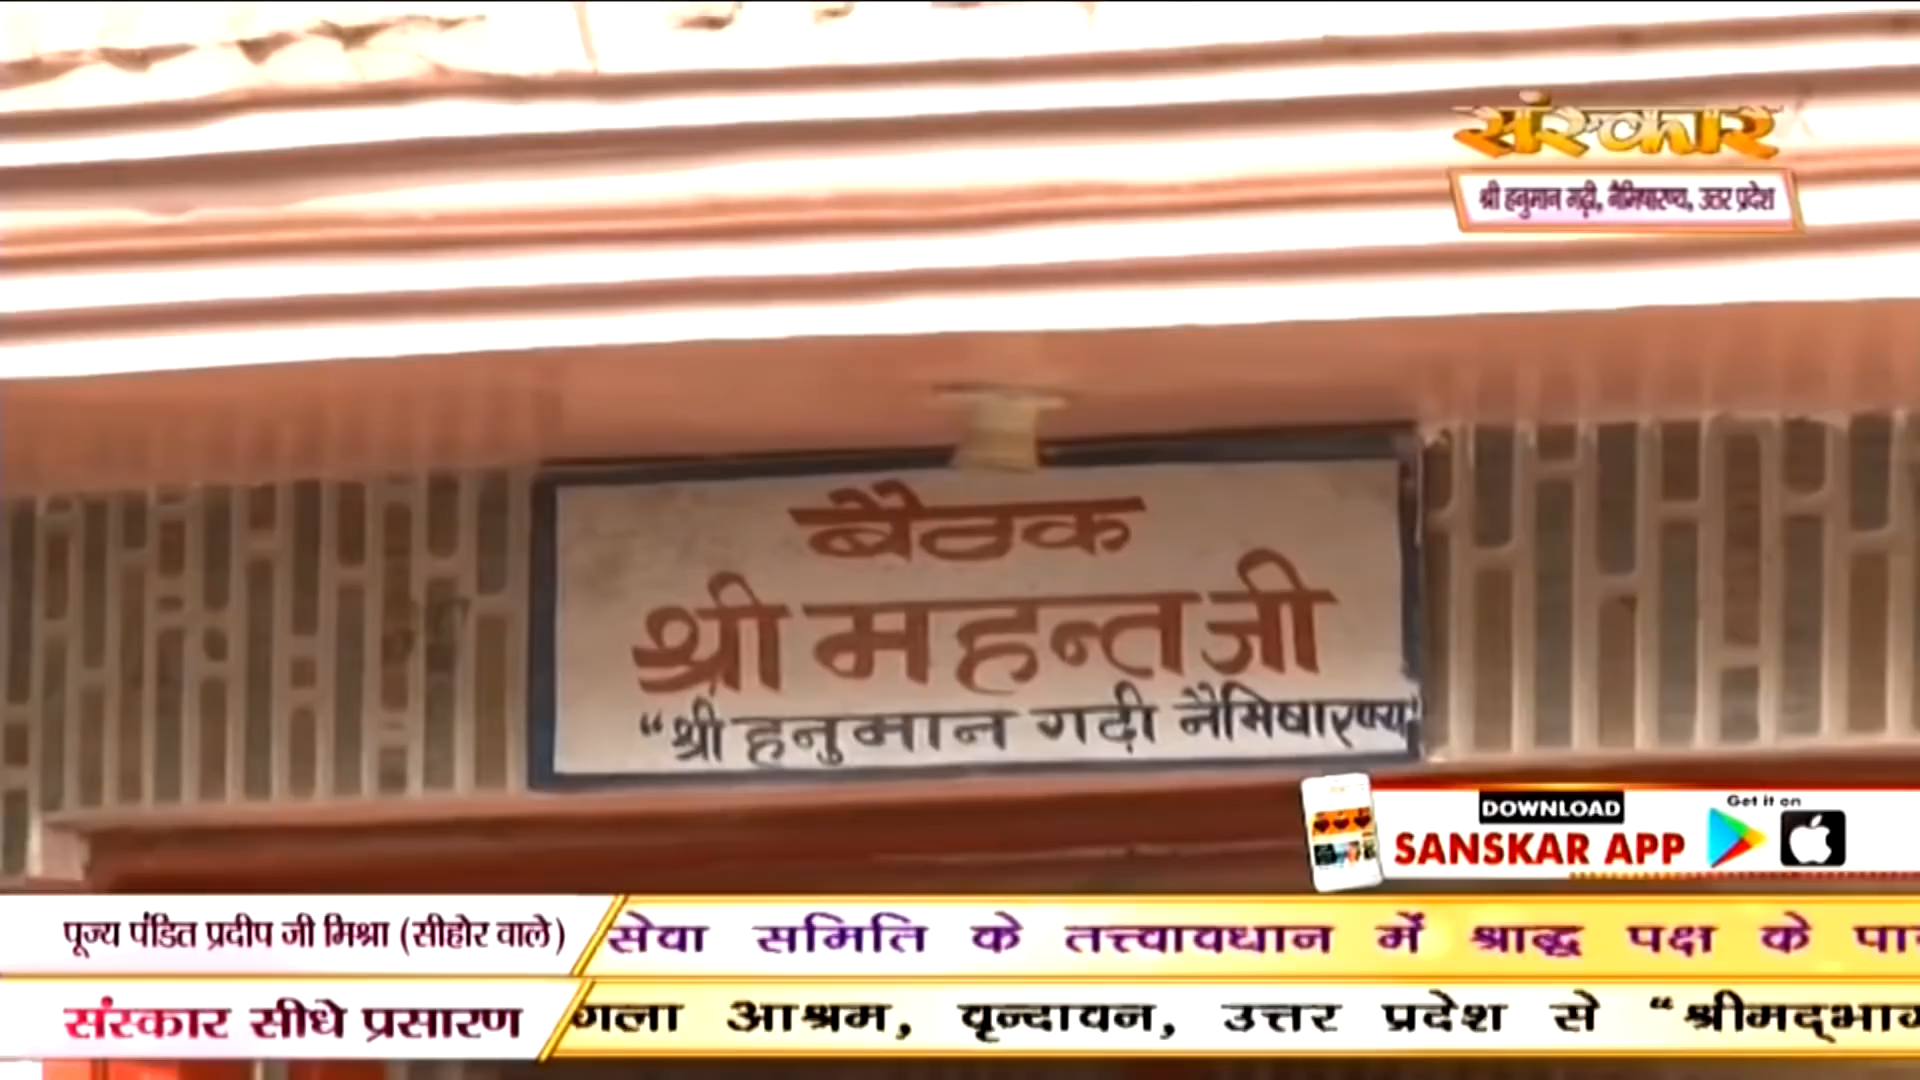 संस्कार
श्री हनुमान गढ़ी, नैमिषारण्य, उत्तर प्रदेश
बैठक
श्री महन्त जी
“श्री हनुमान गढ़ी नैमिषारण्य"
DOWNLOAD
Get it on
SANSKAR APP
पूज्य पंडित प्रदीप जी मिश्रा (सीहोर वाले)
सेवा समिति के तत्त्वावधान में श्राद्ध पक्ष के
संस्कार सीधे प्रसारण
आश्रम, वृन्दावन, उत्तर प्रदेश से